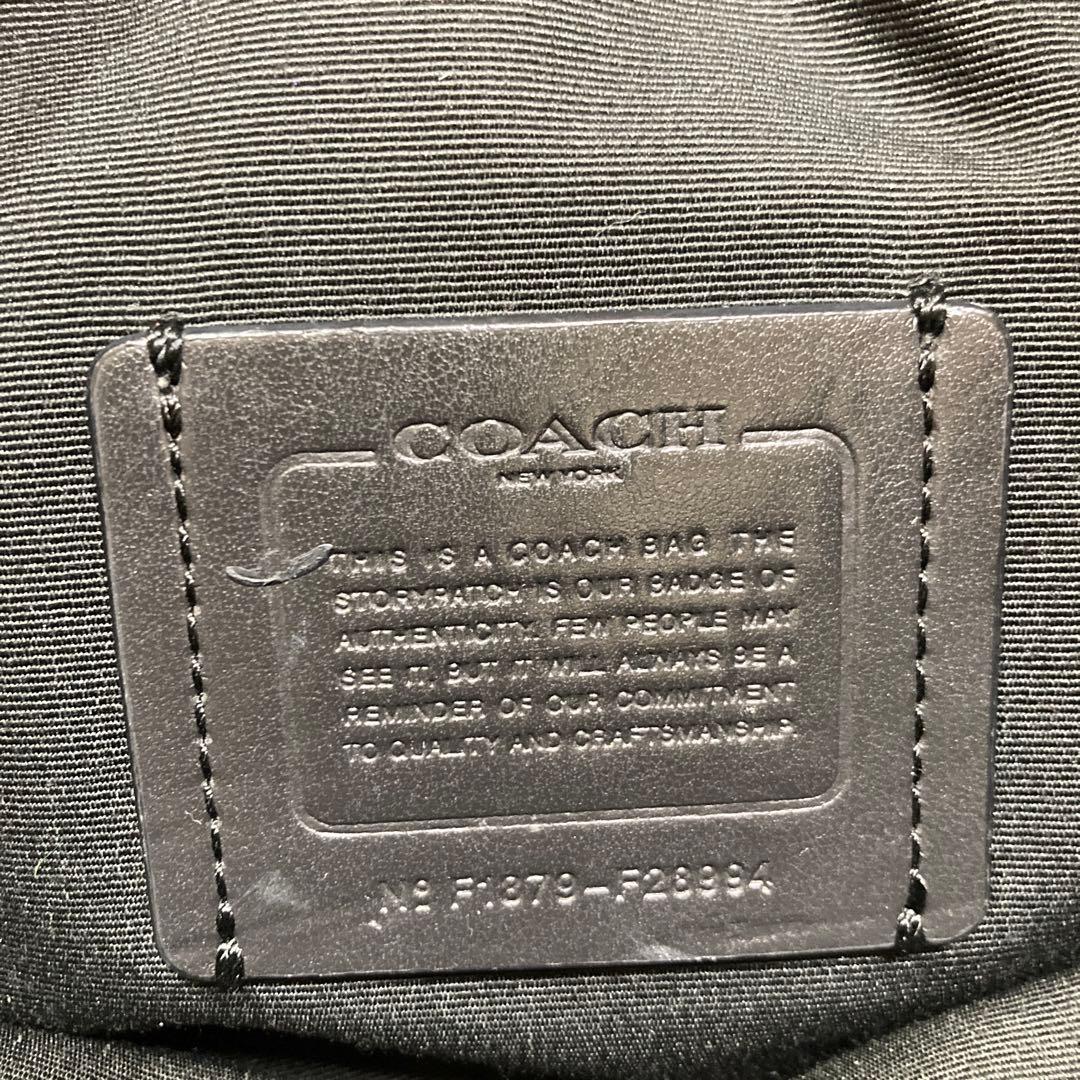 COACH
NEW YORK
THIS IS A COACH BAG THE
STORYPATCH IS OUR BADGE OF
AUTHENTICITY. FEW PEOPLE MAY
SEE IT, BUT IT WILL ALWAYS BE A
REMINDER OF OUR COMMITMENT
TO QUALITY AND CRAFTSMANSHIP.
Nº F1879-F28994